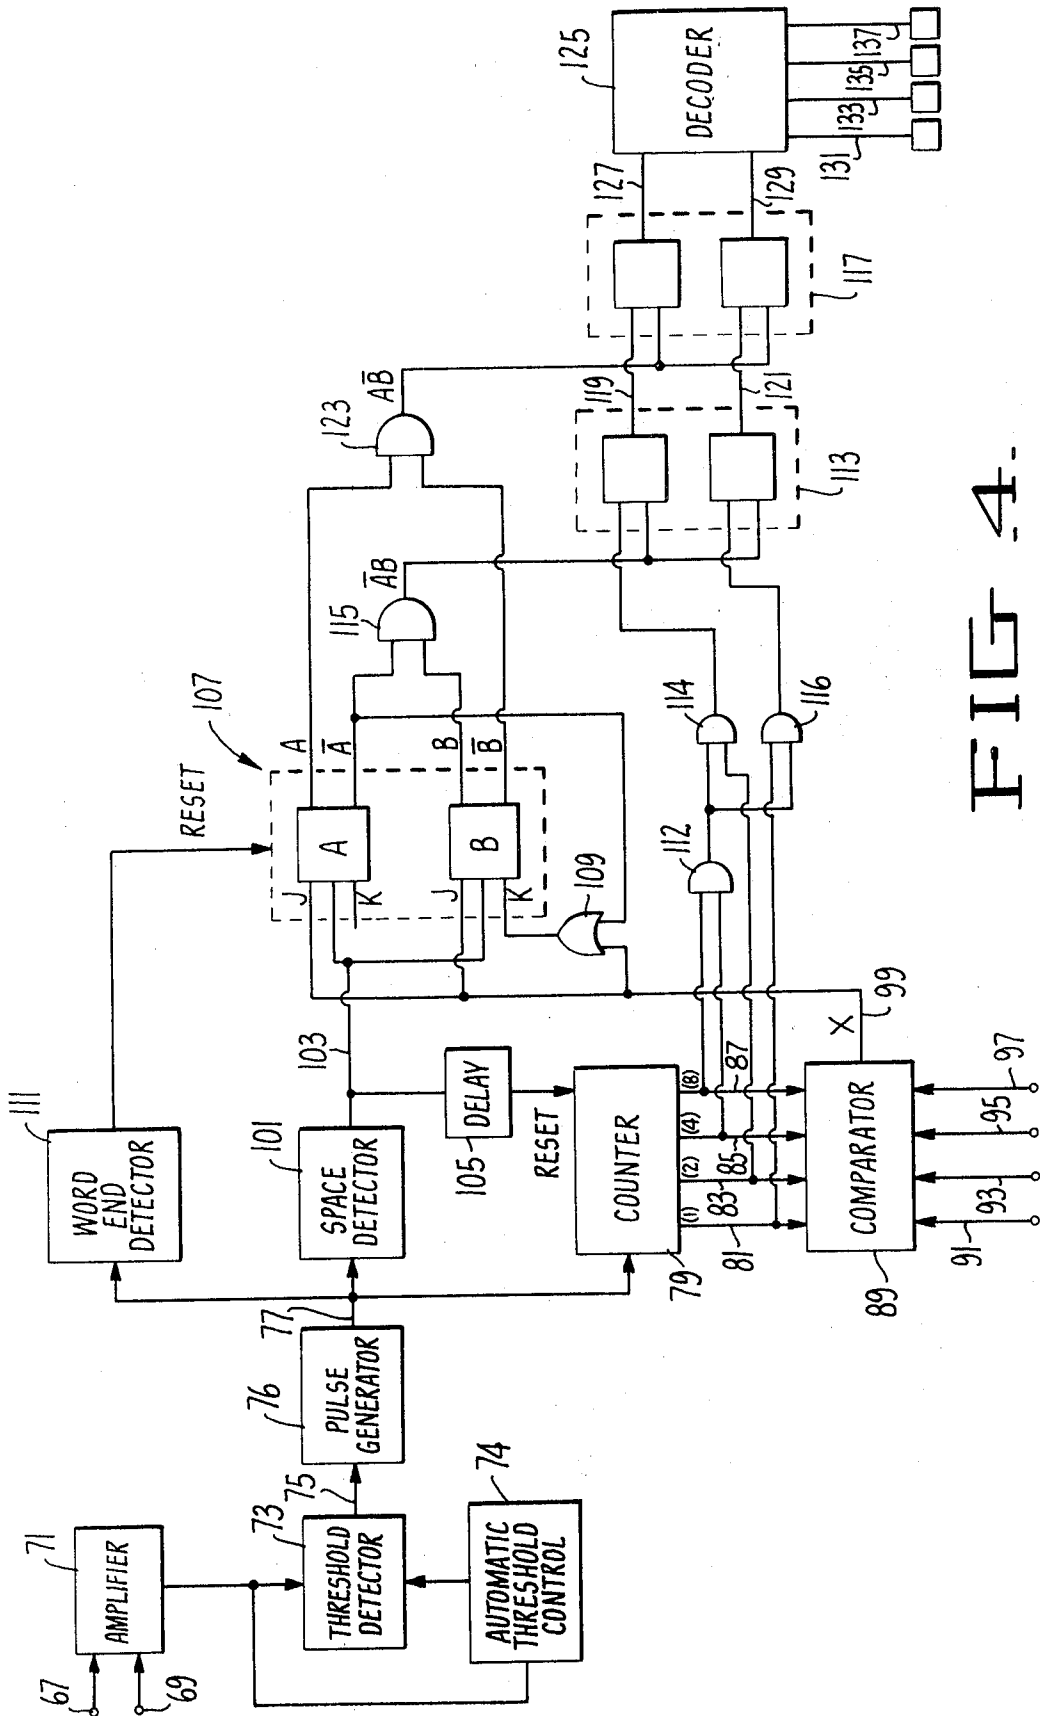 67
69
71
AMPLIFIER
73
THRESHOLD
DETECTOR
74
AUTOMATIC
THRESHOLD
CONTROL
75
76
PULSE
GENERATOR
77
111
WORD
END
DETECTOR
101
SPACE
DETECTOR
103
105
DELAY
RESET
79
COUNTER
(1)
(2)
(4)
(8)
81
83
85
87
89
COMPARATOR
91
93
95
97
X
99
RESET
107
J
A
K
J
B
K
A
A̅
B
B̅
109
112
114
116
115
A̅B
123
AB̅
113
119
121
117
127
129
125
DECODER
131
133
135
137
FIG 4.